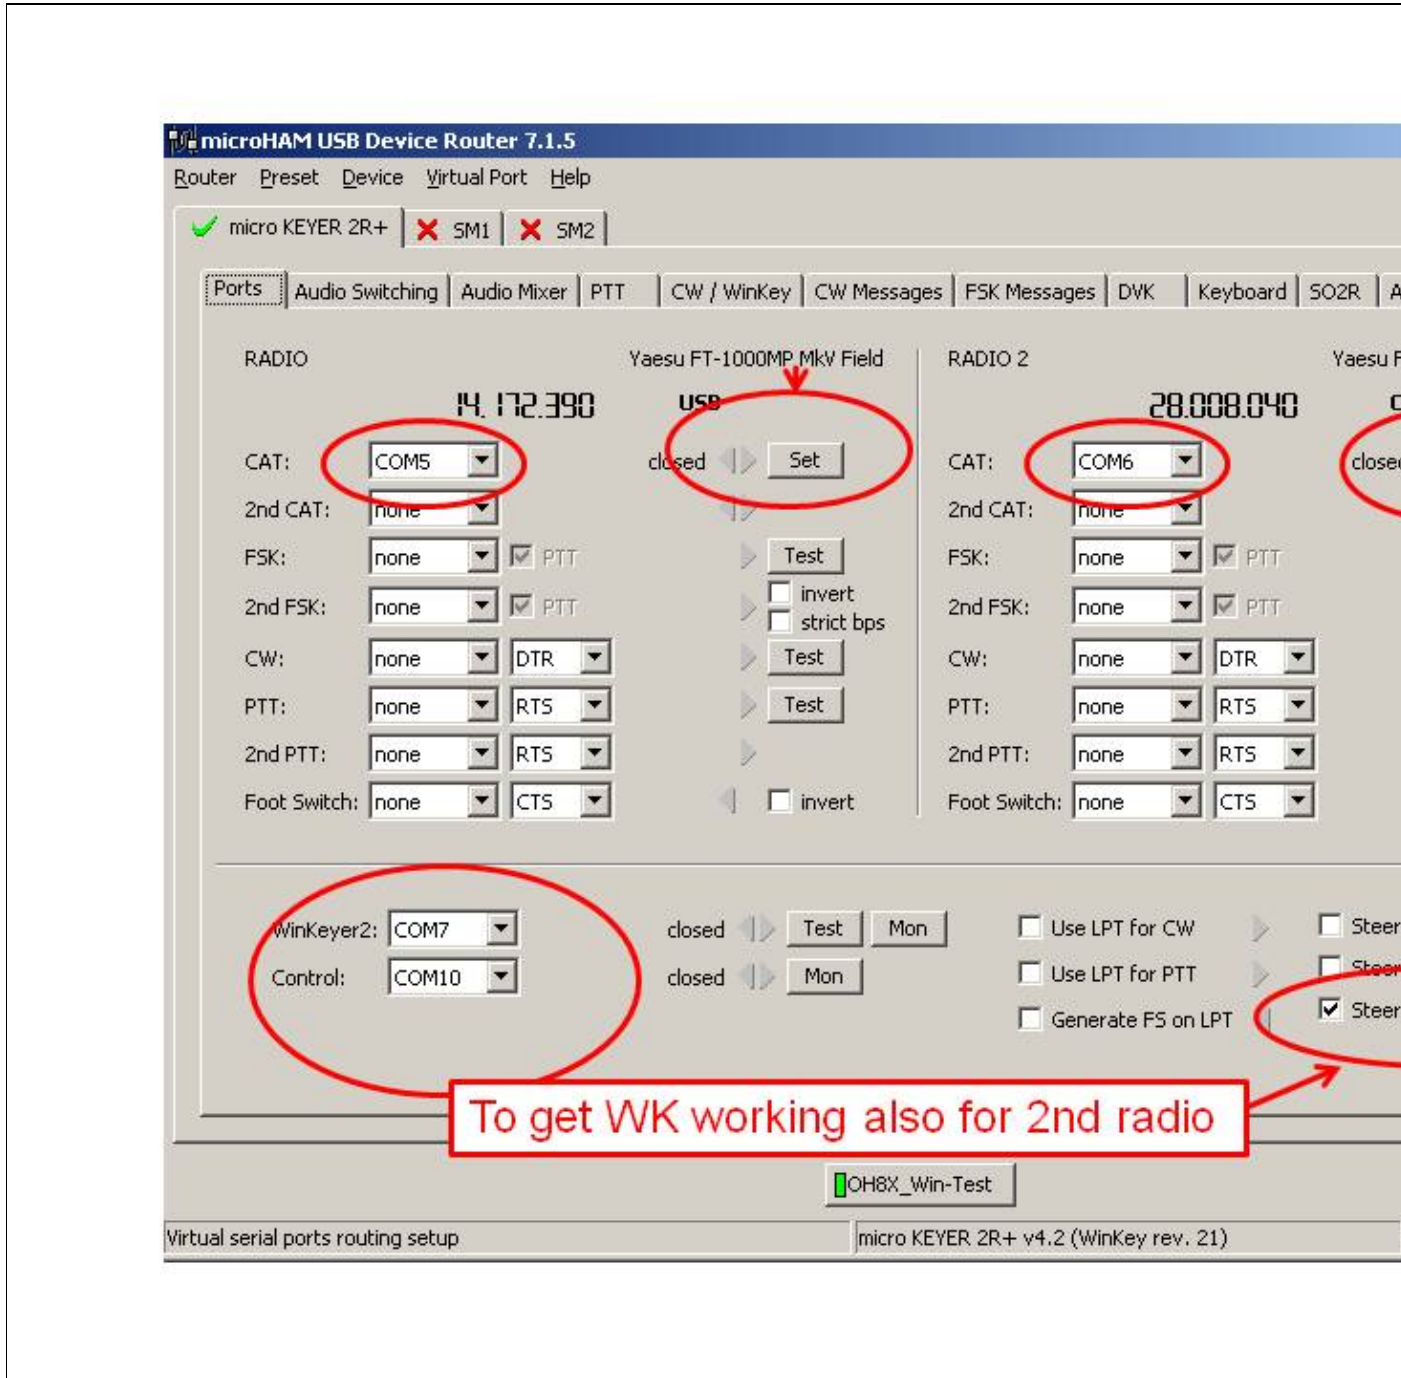 microHAM USB Device Router 7.1.5
Router Preset Device Virtual Port Help
micro KEYER 2R+ SM1 SM2
Ports Audio Switching Audio Mixer PTT CW / WinKey CW Messages FSK Messages DVK Keyboard SO2R A
RADIO Yaesu FT-1000MP MkV Field RADIO 2 Yaesu F
14.172.390 USB 28.008.040 C
CAT: COM5 closed Set CAT: COM6 closed
2nd CAT: none 2nd CAT: none
FSK: none PTT Test FSK: none PTT
invert
2nd FSK: none PTT 2nd FSK: none PTT
strict bps
CW: none DTR Test CW: none DTR
PTT: none RTS Test PTT: none RTS
2nd PTT: none RTS 2nd PTT: none RTS
Foot Switch: none CTS invert Foot Switch: none CTS
WinKeyer2: COM7 closed Test Mon Use LPT for CW Steer
Control: COM10 closed Mon Use LPT for PTT Steer
Generate FS on LPT Steer
To get WK working also for 2nd radio
OH8X_Win-Test
Virtual serial ports routing setup micro KEYER 2R+ v4.2 (WinKey rev. 21)